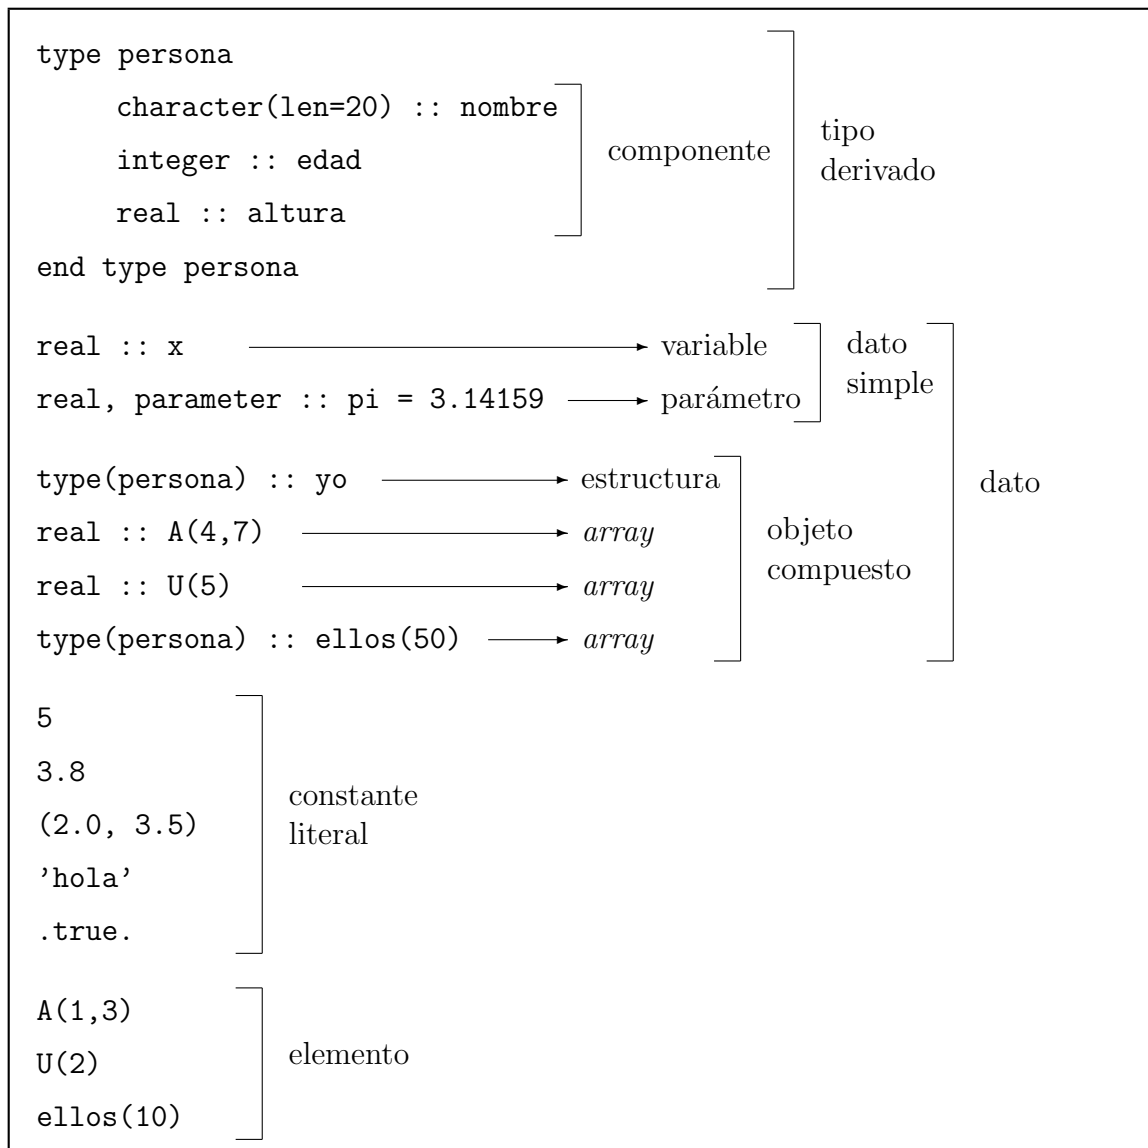 type persona
character(len=20) :: nombre
integer :: edad
real :: altura
end type persona
componente
tipo
derivado
real :: x
variable
real, parameter :: pi = 3.14159
parámetro
dato
simple
type(persona) :: yo
estructura
real :: A(4,7)
array
real :: U(5)
array
type(persona) :: ellos(50)
array
objeto
compuesto
dato
5
3.8
(2.0, 3.5)
’hola’
.true.
constante
literal
A(1,3)
U(2)
ellos(10)
elemento